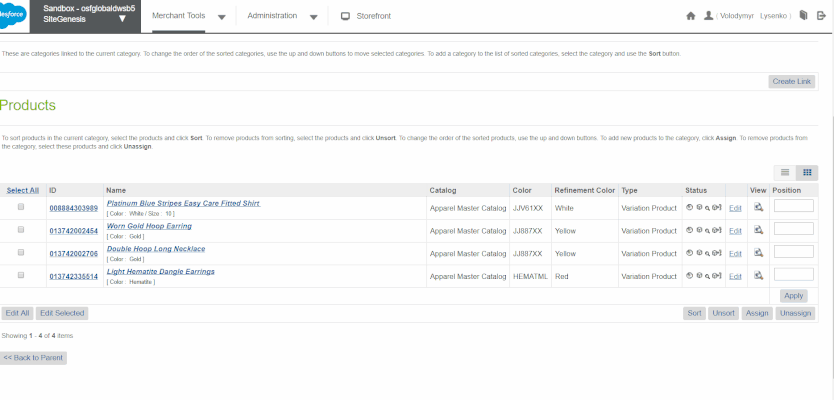 Sandbox - osfglobaldwsb5
SiteGenesis
Merchant Tools
Administration
Storefront
( Volodymyr Lysenko )
These are categories linked to the current category. To change the order of the sorted categories, use the up and down buttons to move selected categories. To add a category to the list of sorted categories, select the category and use the Sort button.
Create Link
Products
To sort products in the current category, select the products and click Sort. To remove products from sorting, select the products and click Unsort. To change the order of the sorted products, use the up and down buttons. To add new products to the category, click Assign. To remove products from
the category, select these products and click Unassign.
Select All ID Name Catalog Color Refinement Color Type Status View Position
008884303989 Platinum Blue Stripes Easy Care Fitted Shirt Apparel Master Catalog JJV61XX White Variation Product Edit
[ Color : White / Size : 10 ]
013742002454 Worn Gold Hoop Earring Apparel Master Catalog JJ887XX Yellow Variation Product Edit
[ Color : Gold ]
013742002706 Double Hoop Long Necklace Apparel Master Catalog JJ887XX Yellow Variation Product Edit
[ Color : Gold ]
013742335514 Light Hematite Dangle Earrings Apparel Master Catalog HEMATML Red Variation Product Edit
[ Color : Hematite ]
Apply
Edit All Edit Selected Sort Unsort Assign Unassign
Showing 1 - 4 of 4 items
<< Back to Parent